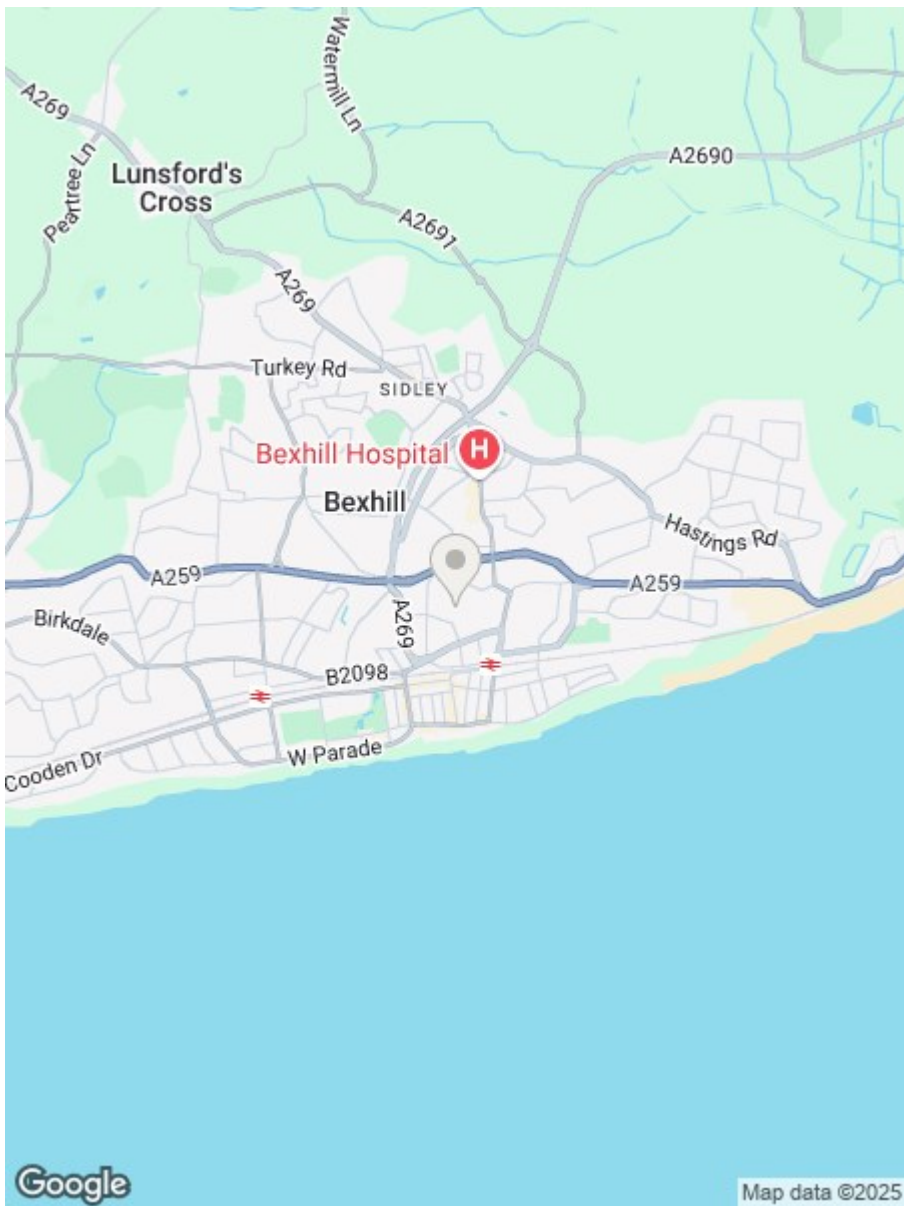 Watermill Ln
A269
A2690
Peartree Ln
Lunsford's
Cross
A2691
A269
Turkey Rd
SIDLEY
Bexhill Hospital
H
Bexhill
Hastings Rd
A259
A259
Birkdale
A269
B2098
W Parade
Cooden Dr
Google
Map data ©2025